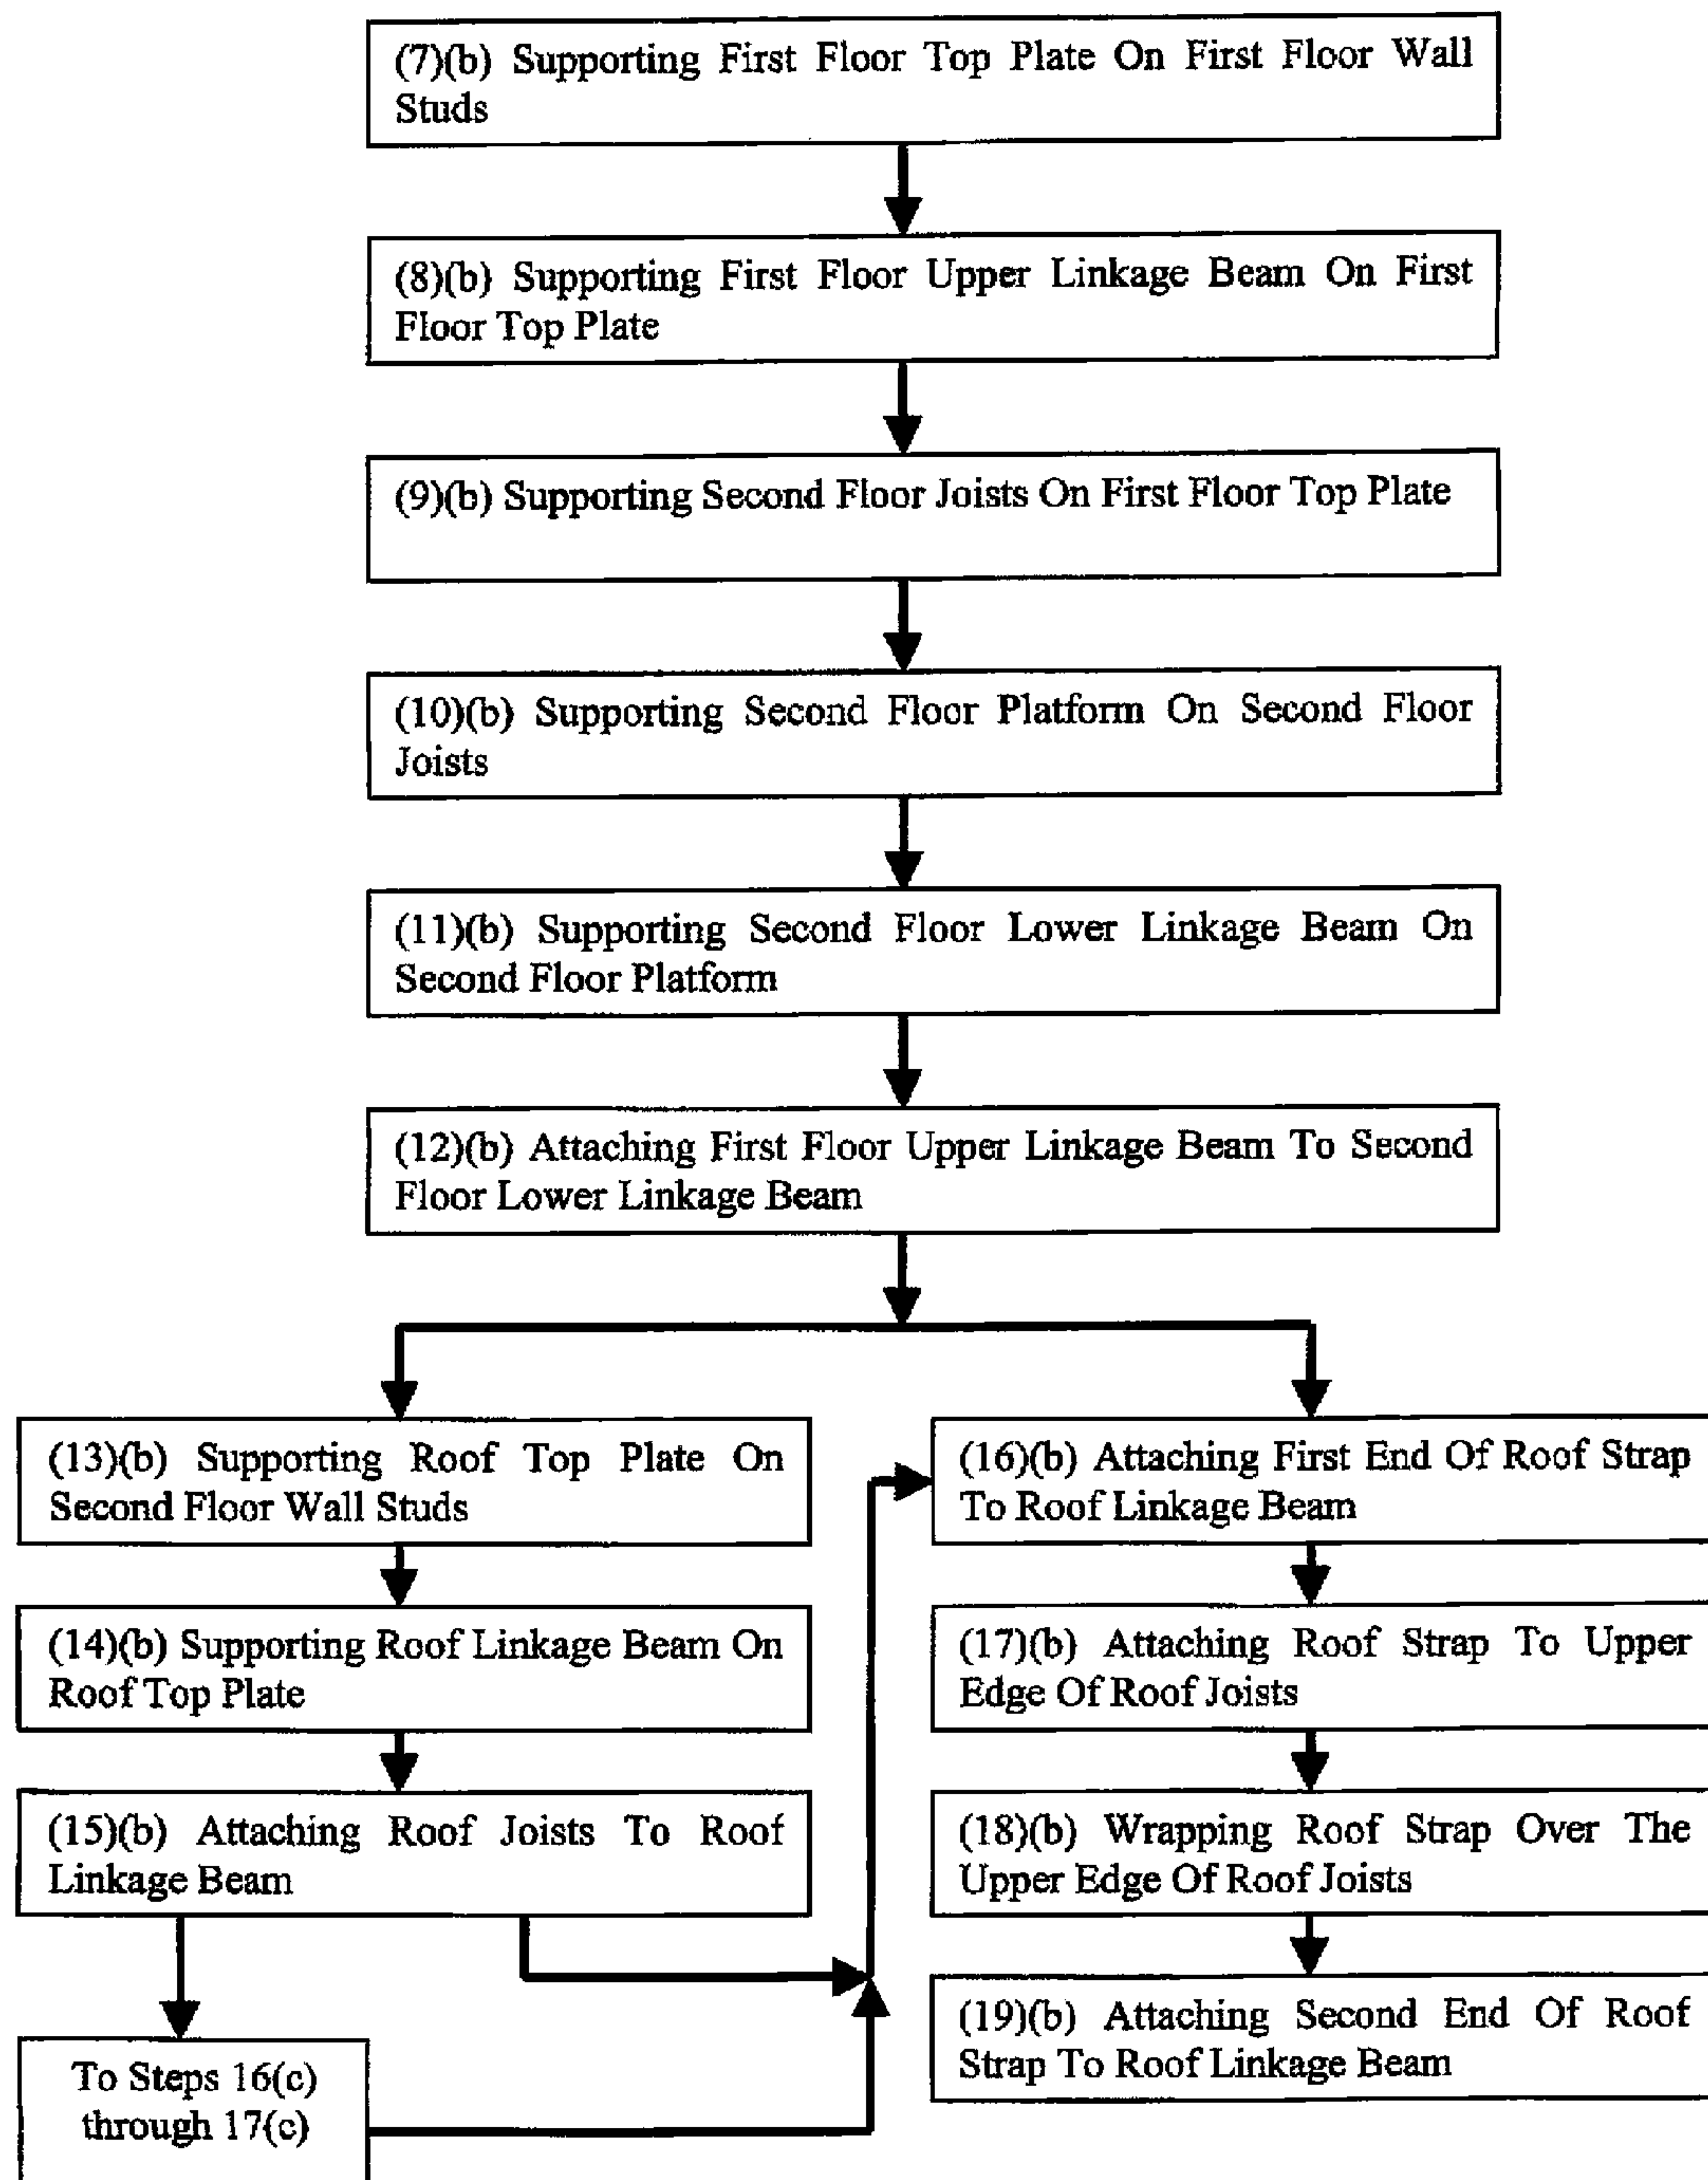 (7)(b) Supporting First Floor Top Plate On First Floor Wall
Studs
(8)(b) Supporting First Floor Upper Linkage Beam On First
Floor Top Plate
(9)(b) Supporting Second Floor Joists On First Floor Top Plate
(10)(b) Supporting Second Floor Platform On Second Floor
Joists
(11)(b) Supporting Second Floor Lower Linkage Beam On
Second Floor Platform
(12)(b) Attaching First Floor Upper Linkage Beam To Second
Floor Lower Linkage Beam
(13)(b) Supporting Roof Top Plate On
Second Floor Wall Studs
(14)(b) Supporting Roof Linkage Beam On
Roof Top Plate
(15)(b) Attaching Roof Joists To Roof
Linkage Beam
To Steps 16(c)
through 17(c)
(16)(b) Attaching First End Of Roof Strap
To Roof Linkage Beam
(17)(b) Attaching Roof Strap To Upper
Edge Of Roof Joists
(18)(b) Wrapping Roof Strap Over The
Upper Edge Of Roof Joists
(19)(b) Attaching Second End Of Roof
Strap To Roof Linkage Beam